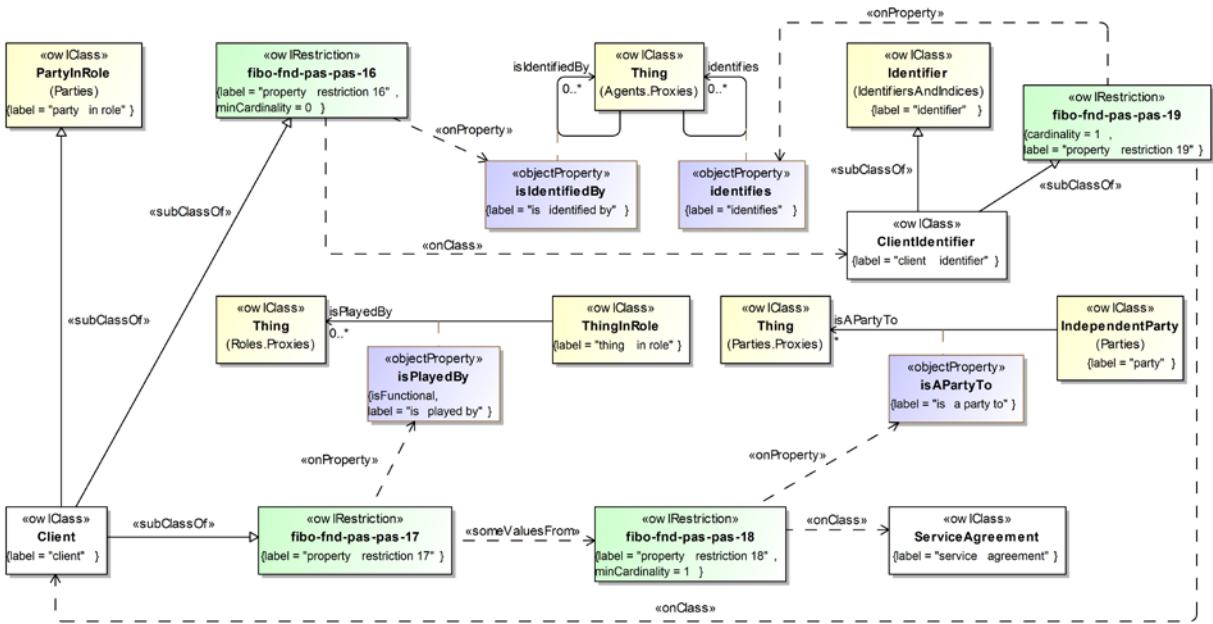 «onProperty»
«owlClass»
PartyInRole
(Parties)
{label = "party in role" }
«owlRestriction»
fibo-fnd-pas-pas-16
{label = "property restriction 16" ,
minCardinality = 0 }
isIdentifiedBy
0..*
«owlClass»
Thing
(Agents.Proxies)
identifies
0..*
«owlClass»
Identifier
(IdentifiersAndIndices)
{label = "identifier" }
«owlRestriction»
fibo-fnd-pas-pas-19
{cardinality = 1 ,
label = "property restriction 19" }
«onProperty»
«objectProperty»
isIdentifiedBy
{label = "is identified by" }
«objectProperty»
identifies
{label = "identifies" }
«subClassOf»
«subClassOf»
«subClassOf»
«onClass»
«owlClass»
ClientIdentifier
{label = "client identifier" }
«subClassOf»
«owlClass»
Thing
(Roles.Proxies)
isPlayedBy
0..*
«owlClass»
ThingInRole
{label = "thing in role" }
«owlClass»
Thing
(Parties.Proxies)
isAPartyTo
*
«owlClass»
IndependentParty
(Parties)
{label = "party" }
«objectProperty»
isPlayedBy
{isFunctional,
label = "is played by" }
«objectProperty»
isAPartyTo
{label = "is a party to" }
«onProperty»
«onProperty»
«owlClass»
Client
{label = "client" }
«subClassOf»
«owlRestriction»
fibo-fnd-pas-pas-17
{label = "property restriction 17" }
«someValuesFrom»
«owlRestriction»
fibo-fnd-pas-pas-18
{label = "property restriction 18" ,
minCardinality = 1 }
«onClass»
«owlClass»
ServiceAgreement
{label = "service agreement" }
«onClass»